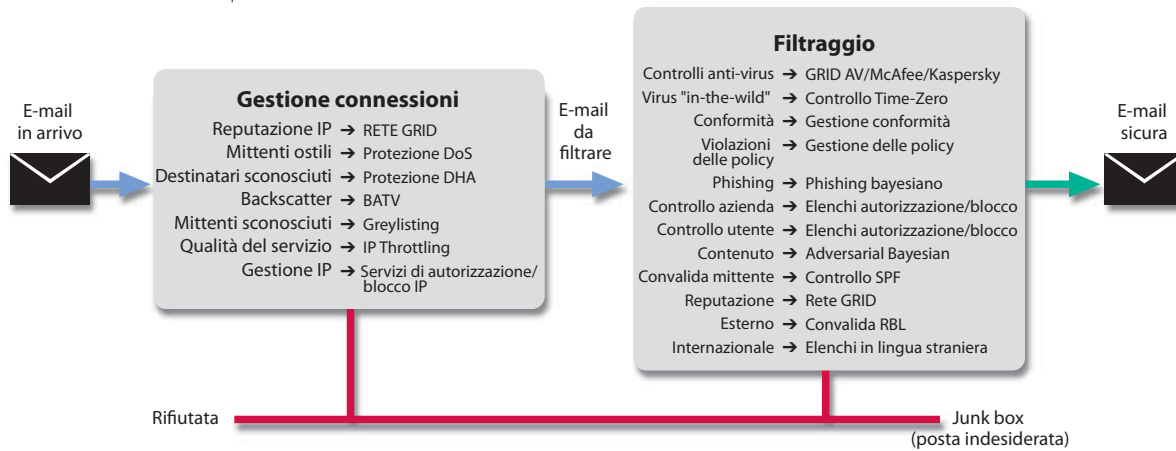 E-mail
in arrivo
Gestione connessioni
Reputazione IP ➔ RETE GRID
Mittenti ostili ➔ Protezione DoS
Destinatari sconosciuti ➔ Protezione DHA
Backscatter ➔ BATV
Mittenti sconosciuti ➔ Greylisting
Qualità del servizio ➔ IP Throttling
Gestione IP ➔ Servizi di autorizzazione/
blocco IP
E-mail
da
filtrare
Filtraggio
Controlli anti-virus ➔ GRID AV/McAfee/Kaspersky
Virus "in-the-wild" ➔ Controllo Time-Zero
Conformità ➔ Gestione conformità
Violazioni
delle policy ➔ Gestione delle policy
Phishing ➔ Phishing bayesiano
Controllo azienda ➔ Elenchi autorizzazione/blocco
Controllo utente ➔ Elenchi autorizzazione/blocco
Contenuto ➔ Adversarial Bayesian
Convalida mittente ➔ Controllo SPF
Reputazione ➔ Rete GRID
Esterno ➔ Convalida RBL
Internazionale ➔ Elenchi in lingua straniera
E-mail
sicura
Rifiutata
Junk box
(posta indesiderata)